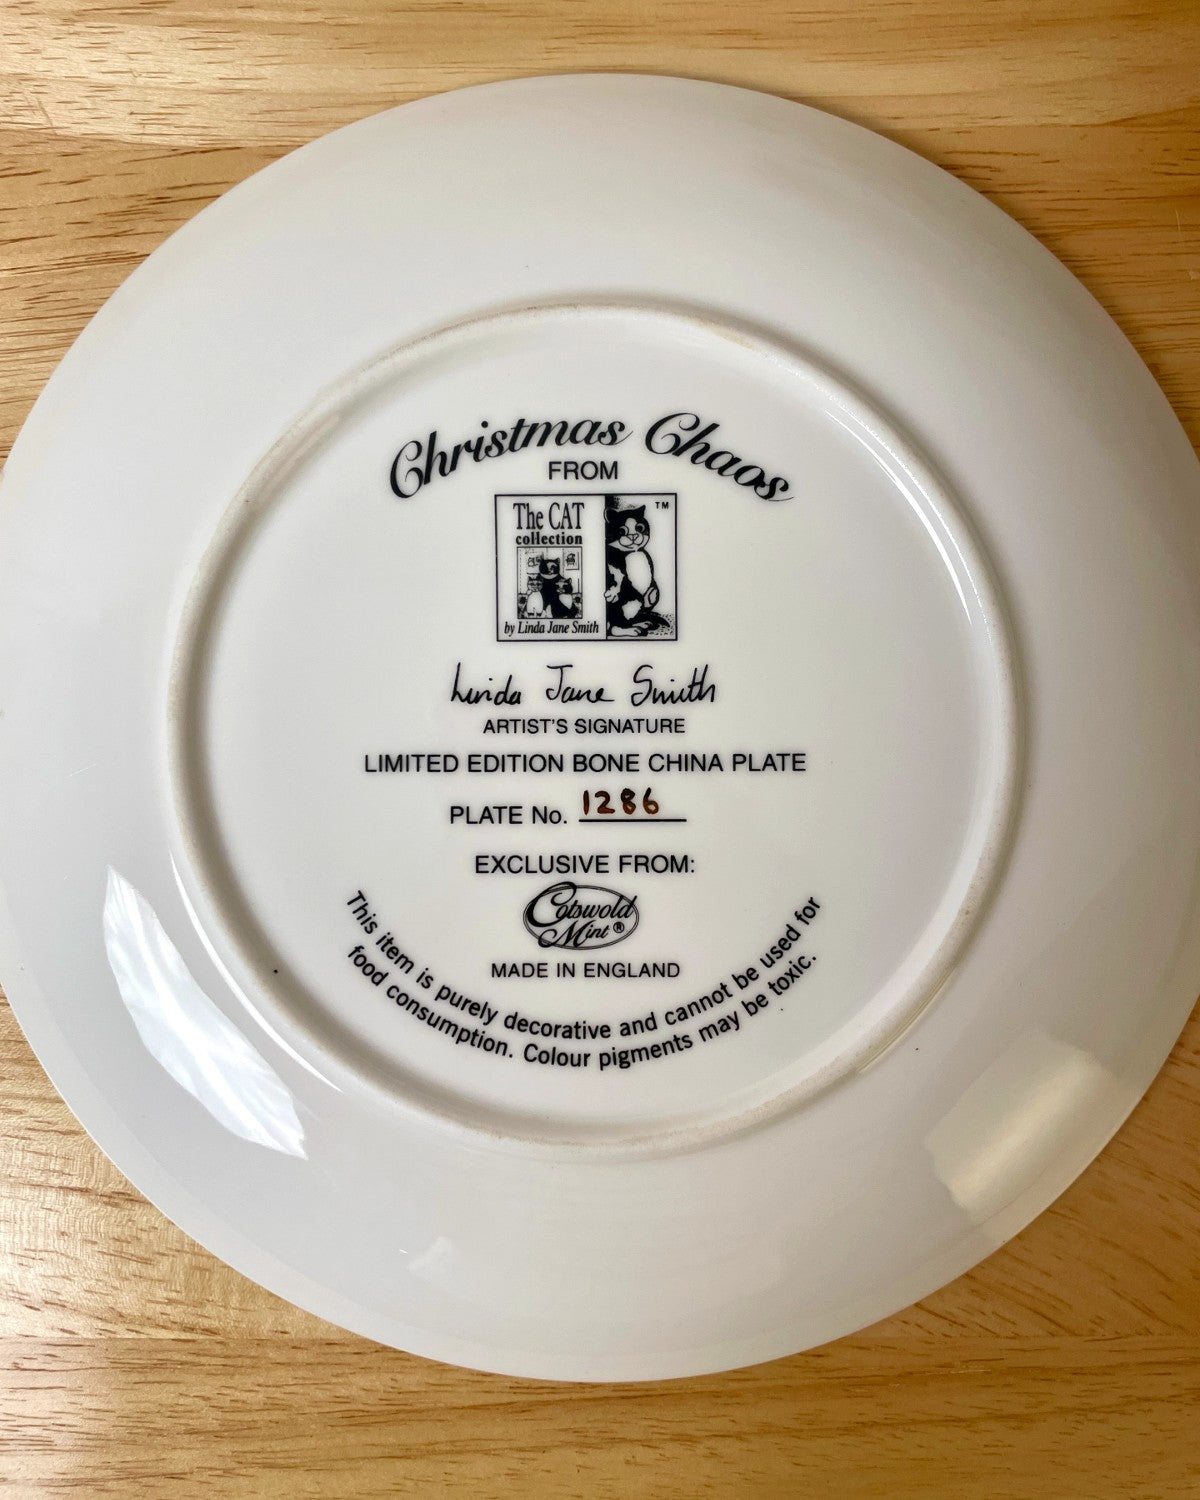 Christmas Chaos
FROM
The CAT
collection
TM
by Linda Jane Smith
Linda Jane Smith
ARTIST'S SIGNATURE
LIMITED EDITION BONE CHINA PLATE
PLATE No. 1286
EXCLUSIVE FROM:
Cotswold
Mint ®
MADE IN ENGLAND
This item is purely decorative and cannot be used for
food consumption. Colour pigments may be toxic.